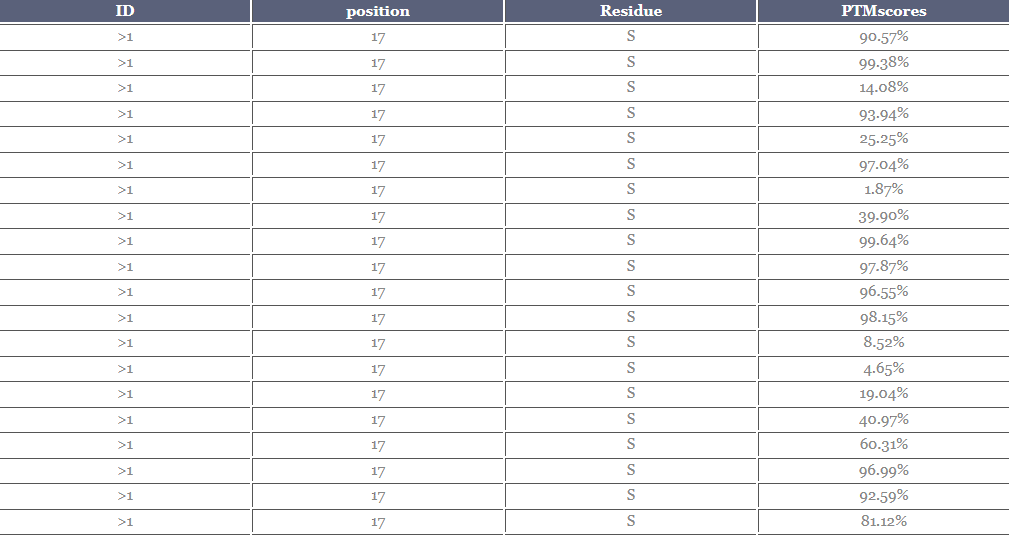 ID position Residue PTMscores
>1 17 S 90.57%
>1 17 S 99.38%
>1 17 S 14.08%
>1 17 S 93.94%
>1 17 S 25.25%
>1 17 S 97.04%
>1 17 S 1.87%
>1 17 S 39.90%
>1 17 S 99.64%
>1 17 S 97.87%
>1 17 S 96.55%
>1 17 S 98.15%
>1 17 S 8.52%
>1 17 S 4.65%
>1 17 S 19.04%
>1 17 S 40.97%
>1 17 S 60.31%
>1 17 S 96.99%
>1 17 S 92.59%
>1 17 S 81.12%